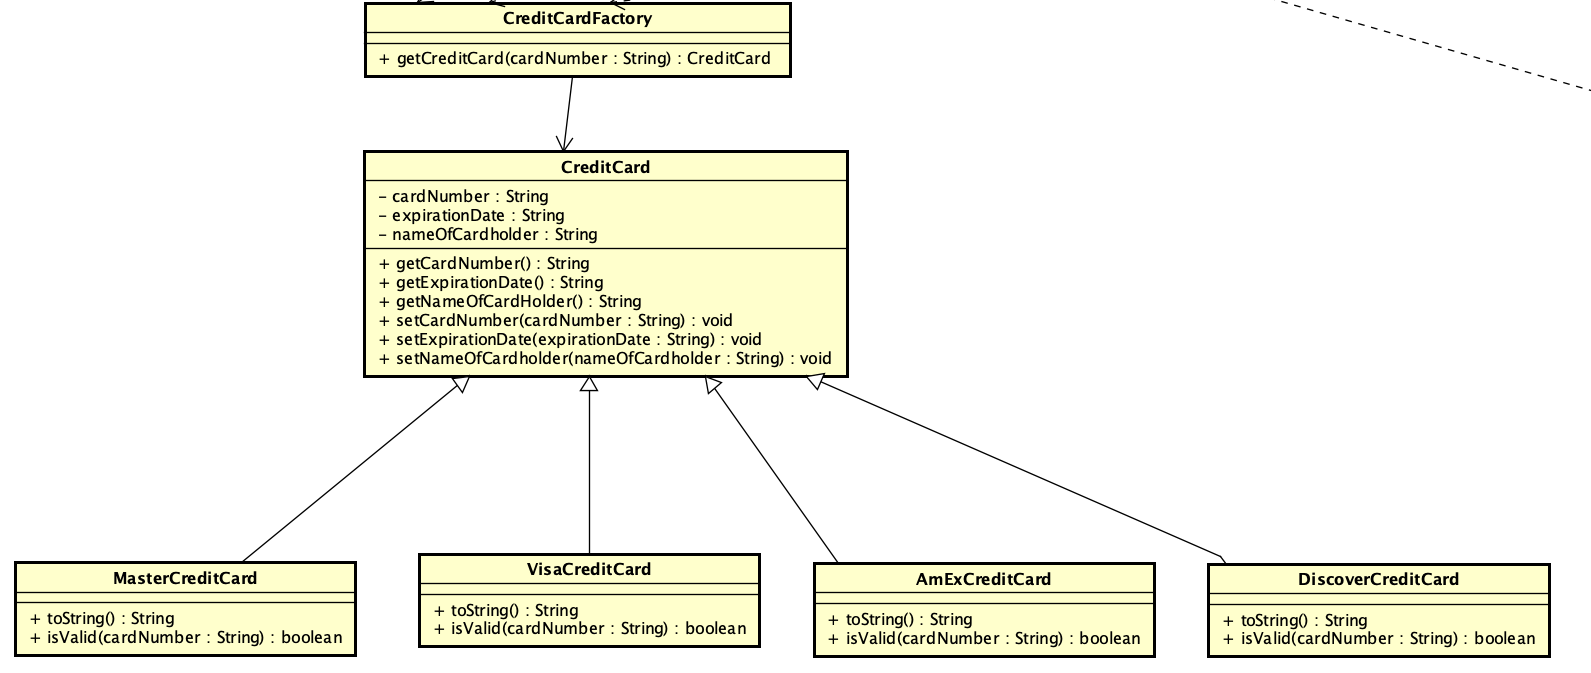 CreditCardFactory
+ getCreditCard(cardNumber : String) : CreditCard
CreditCard
- cardNumber : String
- expirationDate : String
- nameOfCardholder : String
+ getCardNumber() : String
+ getExpirationDate() : String
+ getNameOfCardHolder() : String
+ setCardNumber(cardNumber : String) : void
+ setExpirationDate(expirationDate : String) : void
+ setNameOfCardholder(nameOfCardholder : String) : void
MasterCreditCard
+ toString() : String
+ isValid(cardNumber : String) : boolean
VisaCreditCard
+ toString() : String
+ isValid(cardNumber : String) : boolean
AmExCreditCard
+ toString() : String
+ isValid(cardNumber : String) : boolean
DiscoverCreditCard
+ toString() : String
+ isValid(cardNumber : String) : boolean